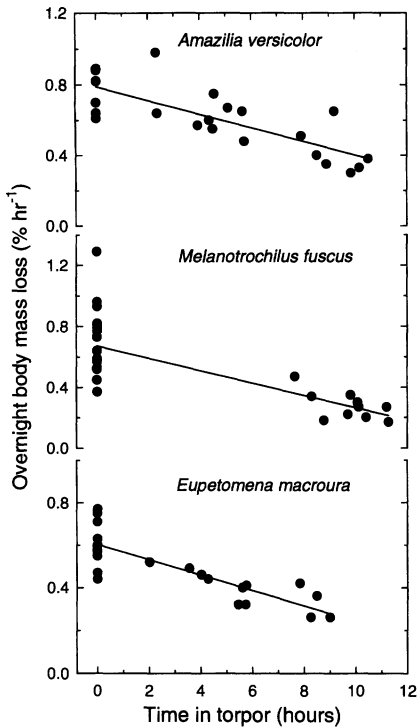 1.2
Amazilia versicolor
0.8
0.4
0.0
Overnight body mass loss (% hr-1)
1.2
Melanotrochilus fuscus
0.8
0.4
0.0
Eupetomena macroura
0.8
0.4
0.0
0 2 4 6 8 10 12
Time in torpor (hours)